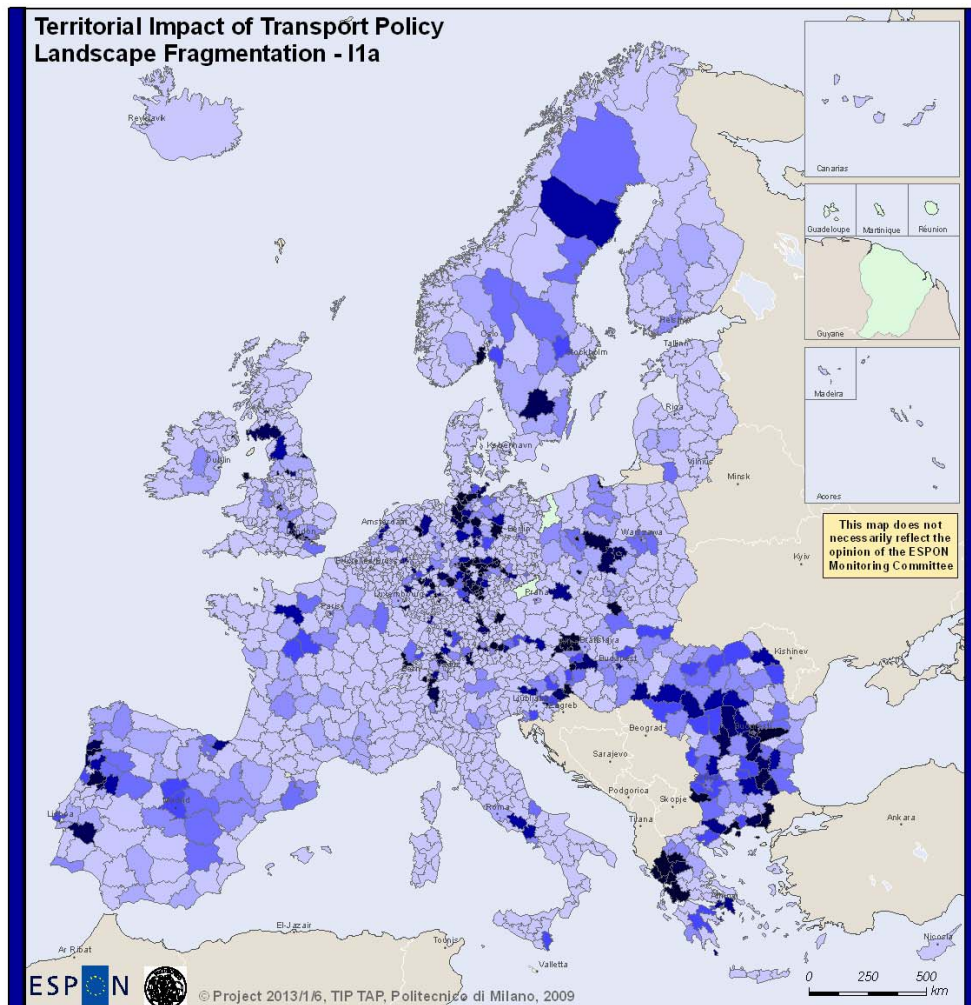 Territorial Impact of Transport Policy
Landscape Fragmentation - I1a
Reykjavik
Canarias
Guadeloupe
Martinique
Réunion
Guyane
Madeira
Acores
This map does not
necessarily reflect the
opinion of the ESPON
Monitoring Committee
Oslo
Helsinki
Tallinn
Stockholm
Riga
København
Vilnius
Minsk
Dublin
London
Amsterdam
Berlin
Warszawa
Kyiv
Luxembourg
Praha
Paris
Bratislava
Budapest
Kishinev
Ljubljana
Zagreb
Beograd
Sarajevo
Podgorica
Skopje
Tirana
Roma
Madrid
Lisboa
Ankara
El-Jazair
Tounis
Ar Ribat
Valletta
Nicozia
ESPON
© Project 2013/1/6, TIP TAP, Politecnico di Milano, 2009
0 250 500
km